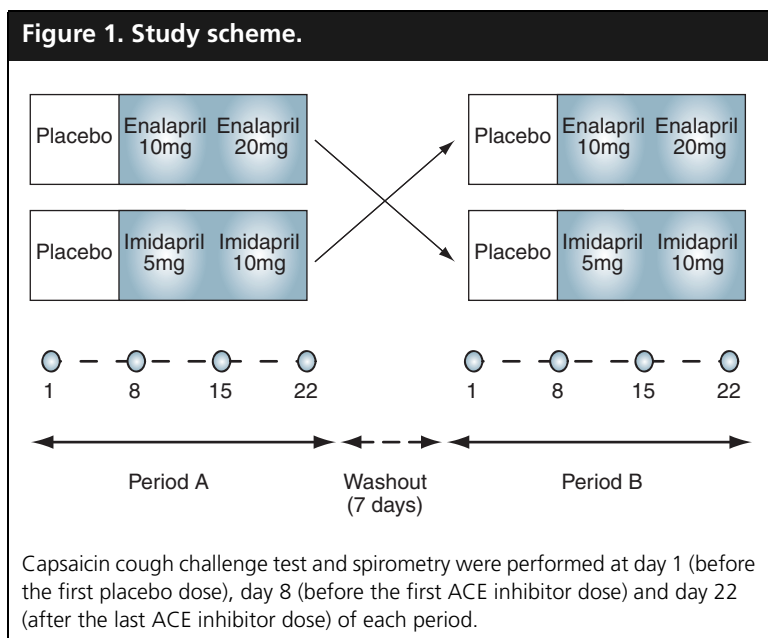 Figure 1. Study scheme.
Placebo
Enalapril Enalapril
10mg 20mg
Placebo
Enalapril Enalapril
10mg 20mg
Placebo
Imidapril Imidapril
5mg 10mg
Placebo
Imidapril Imidapril
5mg 10mg
1 8 15 22 1 8 15 22
Period A Washout Period B
(7 days)
Capsaicin cough challenge test and spirometry were performed at day 1 (before
the first placebo dose), day 8 (before the first ACE inhibitor dose) and day 22
(after the last ACE inhibitor dose) of each period.